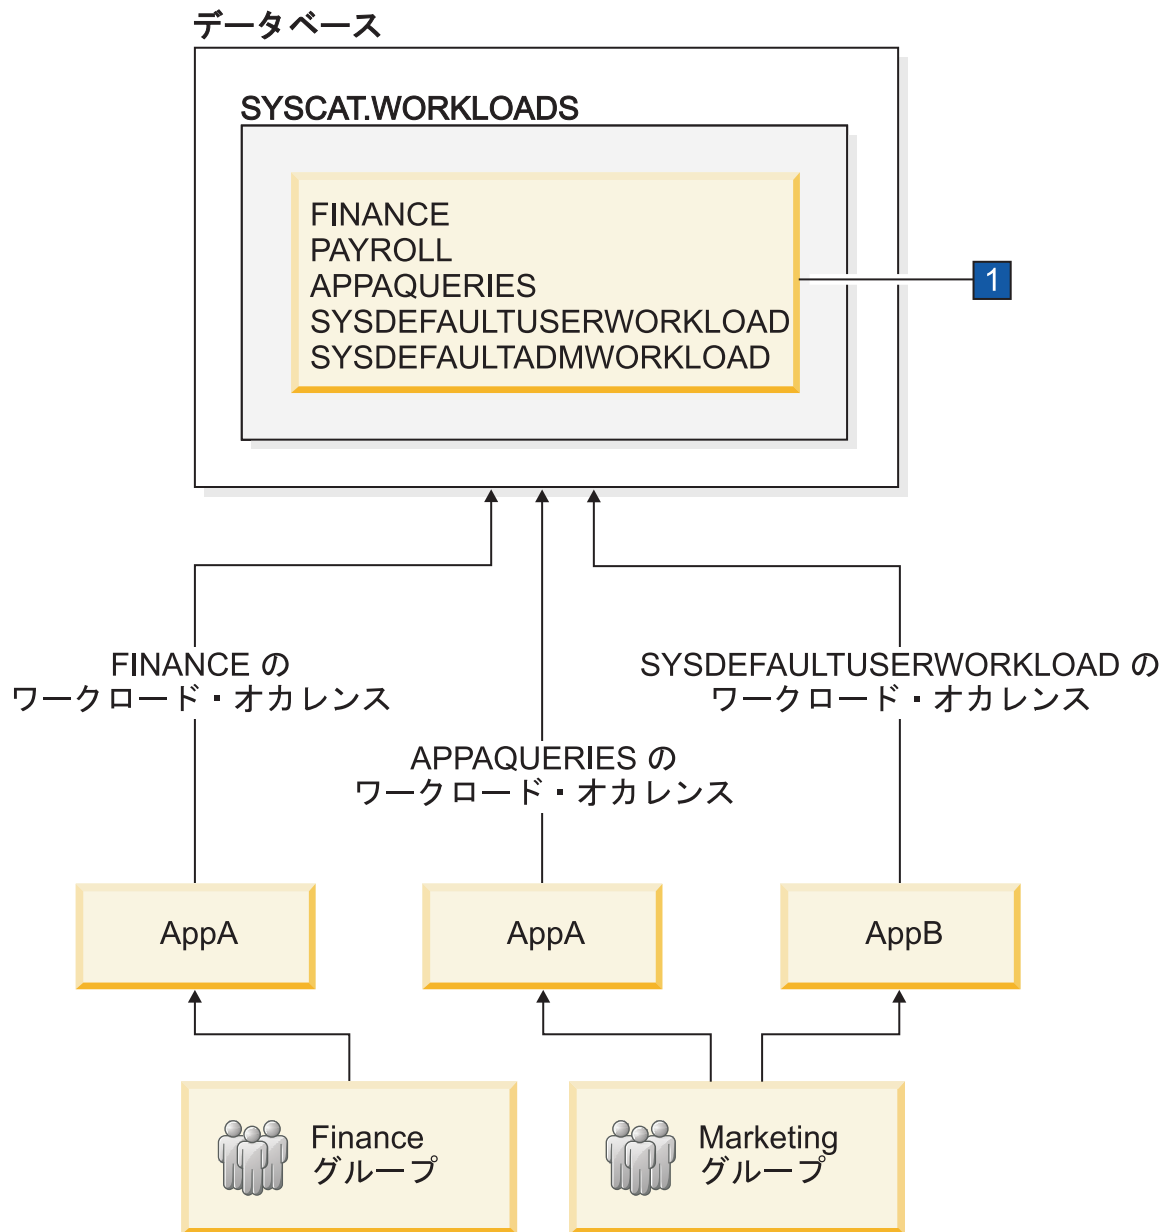 データベース
SYSCAT.WORKLOADS
FINANCE
PAYROLL
APPAQUERIES
SYSDEFAULTUSERWORKLOAD
SYSDEFAULTADMWORKLOAD
1
FINANCE の
ワークロード・オカレンス
SYSDEFAULTUSERWORKLOAD の
ワークロード・オカレンス
APPAQUERIES の
ワークロード・オカレンス
AppA
AppA
AppB
Finance
グループ
Marketing
グループ